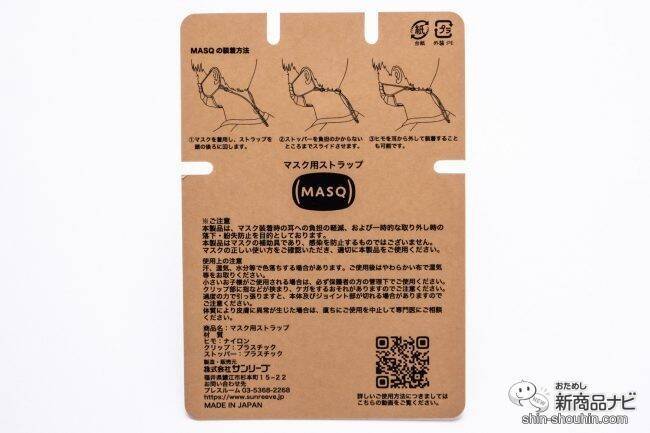 MASQの装着方法
紙
台紙
プラ
外装:PE
①マスクを着用し、ストラップを
頭の後ろに回します。
②ストッパーを負担のかからない
ところまでスライドさせます。
③ヒモを耳から外して装着すること
も可能です。
マスク用ストラップ
(MASQ)
※ご注意
本製品は、マスク装着時の耳への負担の軽減、および一時的な取り外し時の
落下・紛失防止を目的としております。
本製品はマスクの補助具であり、感染を防止するものではございません。
マスクの正しい使い方をご確認いただき、適切に本製品をご使用ください。
使用上の注意
汗、湿気、水分等で色落ちする場合があります。ご使用後はやわらかい布で湿気
等をお取りください。
小さいお子様がご使用される場合は、必ず保護者の方の管理下でご使用ください。
クリップ部に指などが挟まり、ケガをするおそれがありますのでご注意ください。
過度の力で引っ張りますと、本体及びジョイント部が切れる場合がありますので
ご注意ください。
体質により皮膚に異常が生じた場合は、直ちにご使用を中止して専門医にご相談
ください。
商品名:マスク用ストラップ
材 質
ヒモ:ナイロン
クリップ:プラスチック
ストッパー:プラスチック
製造・販売元
株式会社サンリーブ
福井県鯖江市杉本町15-22
お問い合わせ先
プレスルーム 03-5368-2268
https://www.sunreeve.com/
MADE IN JAPAN
詳しいご使用方法につきましては
こちらの動画をご覧ください。
NEW
おためし
新商品ナビ
shin-shouhin.com